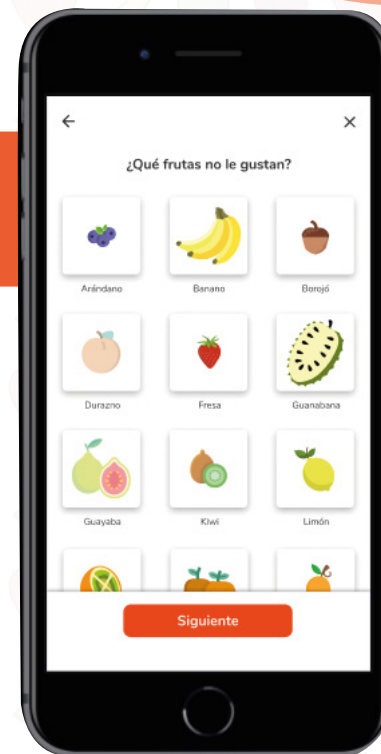 ¿Qué frutas no le gustan?
Arándano Banano Borojó
Durazno Fresa Guanabana
Guayaba Kiwi Limón
Siguiente